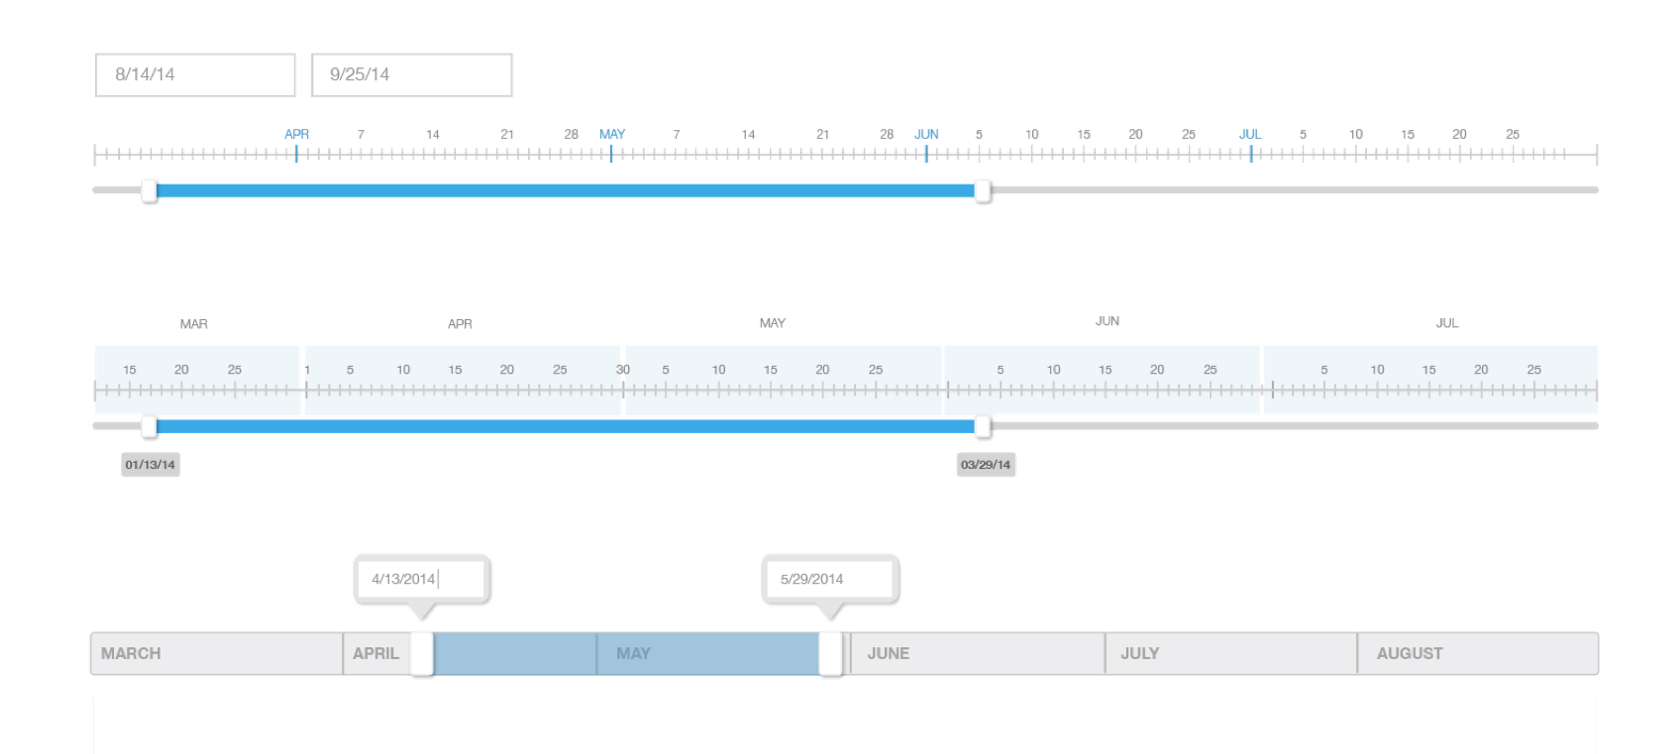 8/14/14 9/25/14
APR 7 14 21 28 MAY 7 14 21 28 JUN 5 10 15 20 25 JUL 5 10 15 20 25
MAR APR MAY JUN JUL
15 20 25 1 5 10 15 20 25 30 5 10 15 20 25 5 10 15 20 25 5 10 15 20 25
01/13/14 03/29/14
4/13/2014 5/29/2014
MARCH APRIL MAY JUNE JULY AUGUST